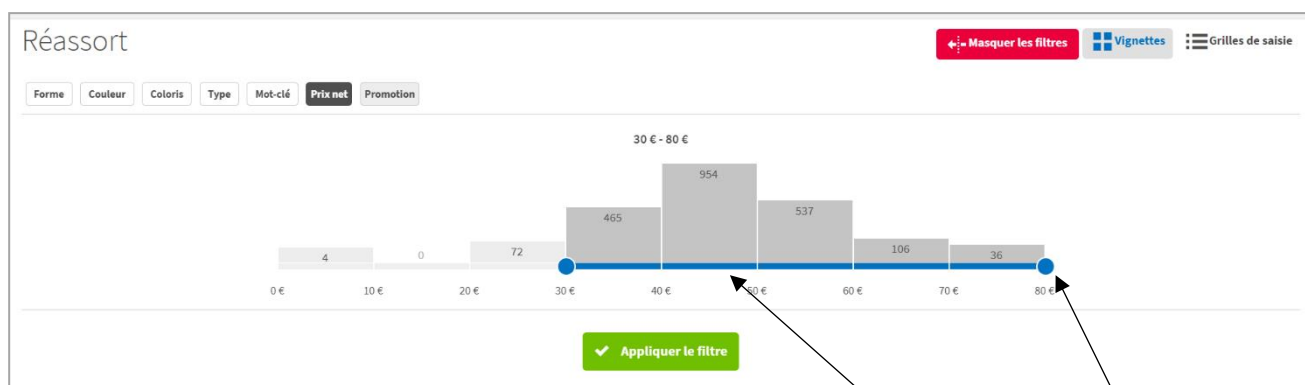 Réassort
Masquer les filtres
Vignettes
Grilles de saisie
Forme Couleur Coloris Type Mot-clé Prix net Promotion
30 € - 80 €
954
465 537
4 0 72 106 36
0 € 10 € 20 € 30 € 40 € 50 € 60 € 70 € 80 €
Appliquer le filtre